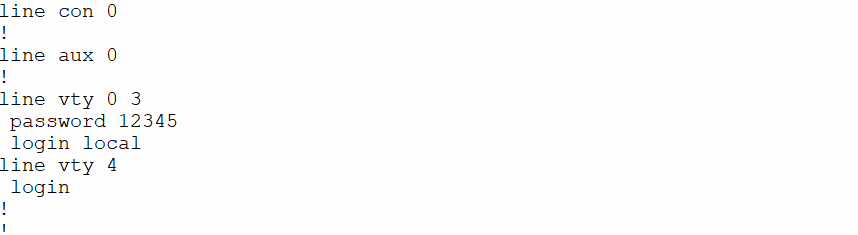 line con 0
!
line aux 0
!
line vty 0 3
 password 12345
 login local
line vty 4
 login
!
!